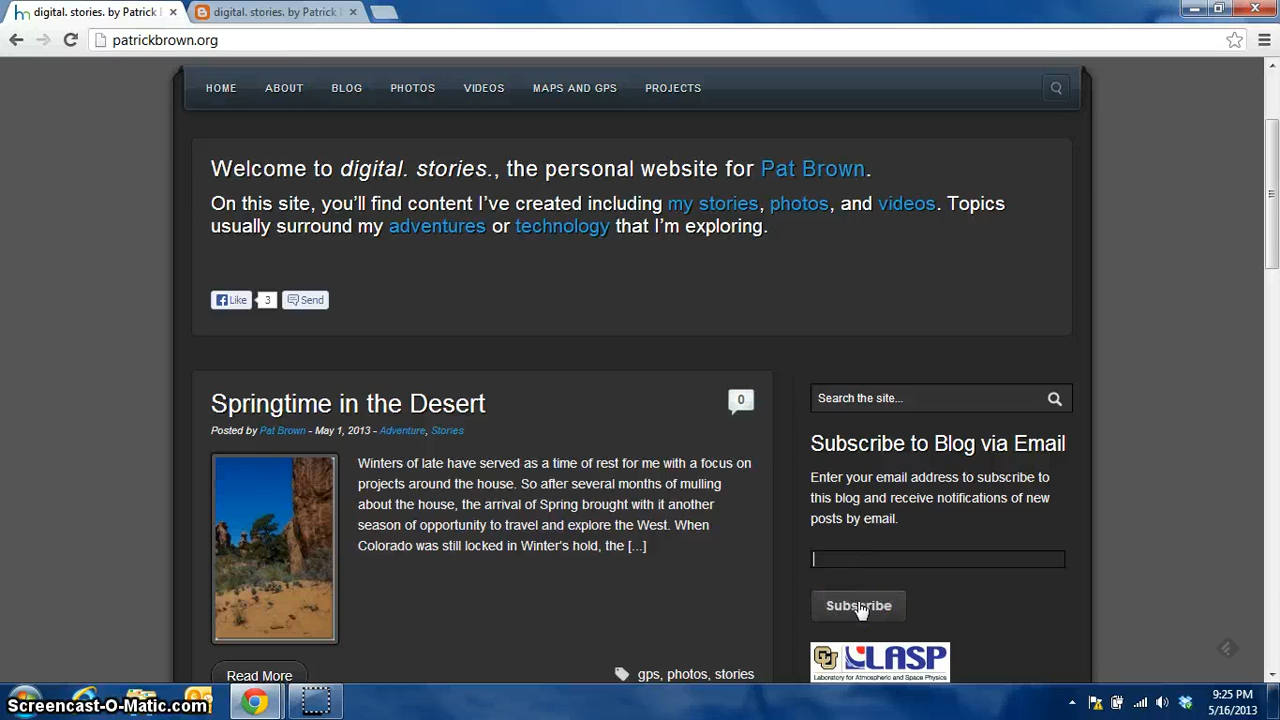 digital. stories. by Patrick
digital. stories. by Patrick
patrickbrown.org
HOME ABOUT BLOG PHOTOS VIDEOS MAPS AND GPS PROJECTS
Welcome to digital. stories., the personal website for Pat Brown.
On this site, you'll find content I've created including my stories, photos, and videos. Topics
usually surround my adventures or technology that I'm exploring.
Like 3 Send
Springtime in the Desert
0
Posted by Pat Brown - May 1, 2013 - Adventure, Stories
Winters of late have served as a time of rest for me with a focus on
projects around the house. So after several months of mulling
about the house, the arrival of Spring brought with it another
season of opportunity to travel and explore the West. When
Colorado was still locked in Winter's hold, the [...]
Read More
gps, photos, stories
Search the site...
Subscribe to Blog via Email
Enter your email address to subscribe to
this blog and receive notifications of new
posts by email.
Subscribe
CU LASP
Laboratory for Atmospheric and Space Physics
Screencast-O-Matic.com
9:25 PM
5/16/2013